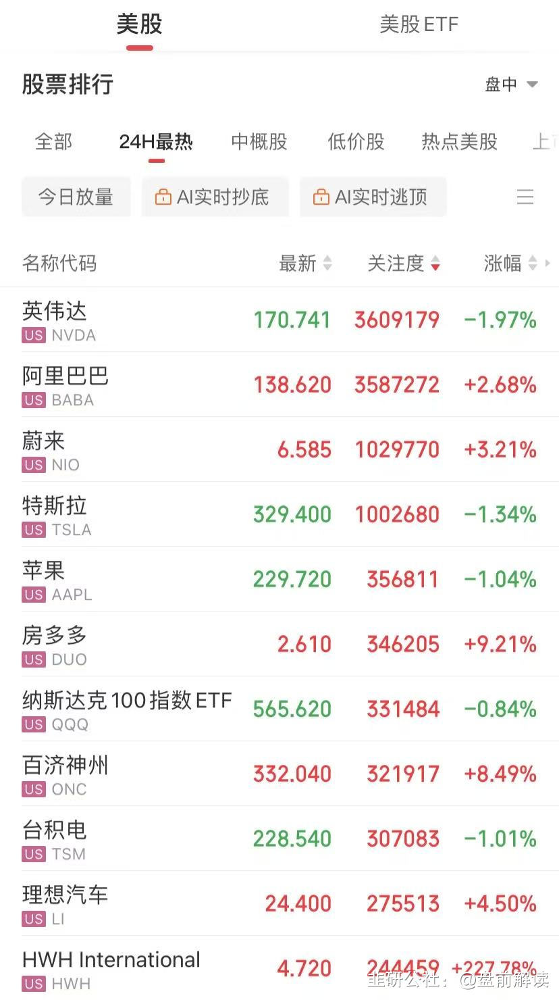 美股 美股ETF
股票排行 盘中
全部 24H最热 中概股 低价股 热点美股 上市
今日放量 AI实时抄底 AI实时逃顶
名称代码 最新 关注度 涨幅
英伟达 170.741 3609179 -1.97%
US NVDA
阿里巴巴 138.620 3587272 +2.68%
US BABA
蔚来 6.585 1029770 +3.21%
US NIO
特斯拉 329.400 1002680 -1.34%
US TSLA
苹果 229.720 356811 -1.04%
US AAPL
房多多 2.610 346205 +9.21%
US DUO
纳斯达克100指数ETF 565.620 331484 -0.84%
US QQQ
百济神州 332.040 321917 +8.49%
US ONC
台积电 228.540 307083 -1.01%
US TSM
理想汽车 24.400 275513 +4.50%
US LI
HWH International 4.720 244459 +227.78%
US HWH
韭研公社：@盘前解读